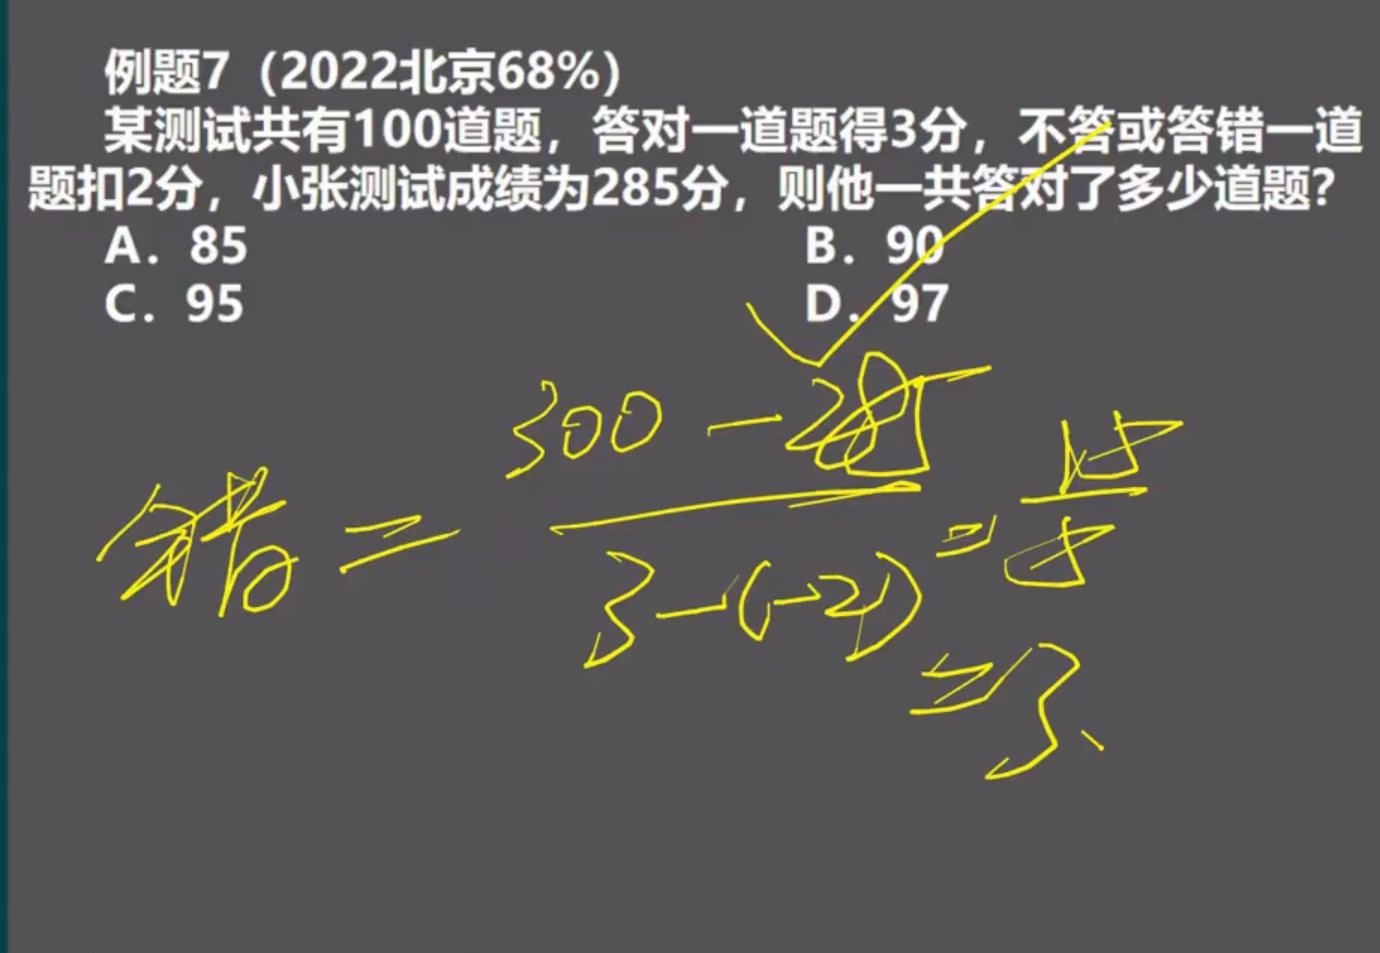 例题7（2022北京68%）
某测试共有100道题，答对一道题得3分，不答或答错一道
题扣2分，小张测试成绩为285分，则他一共答对了多少道题？
A．85 B．90
C．95 D．97
300-285 15
错= =
3-(-2) 5
=3